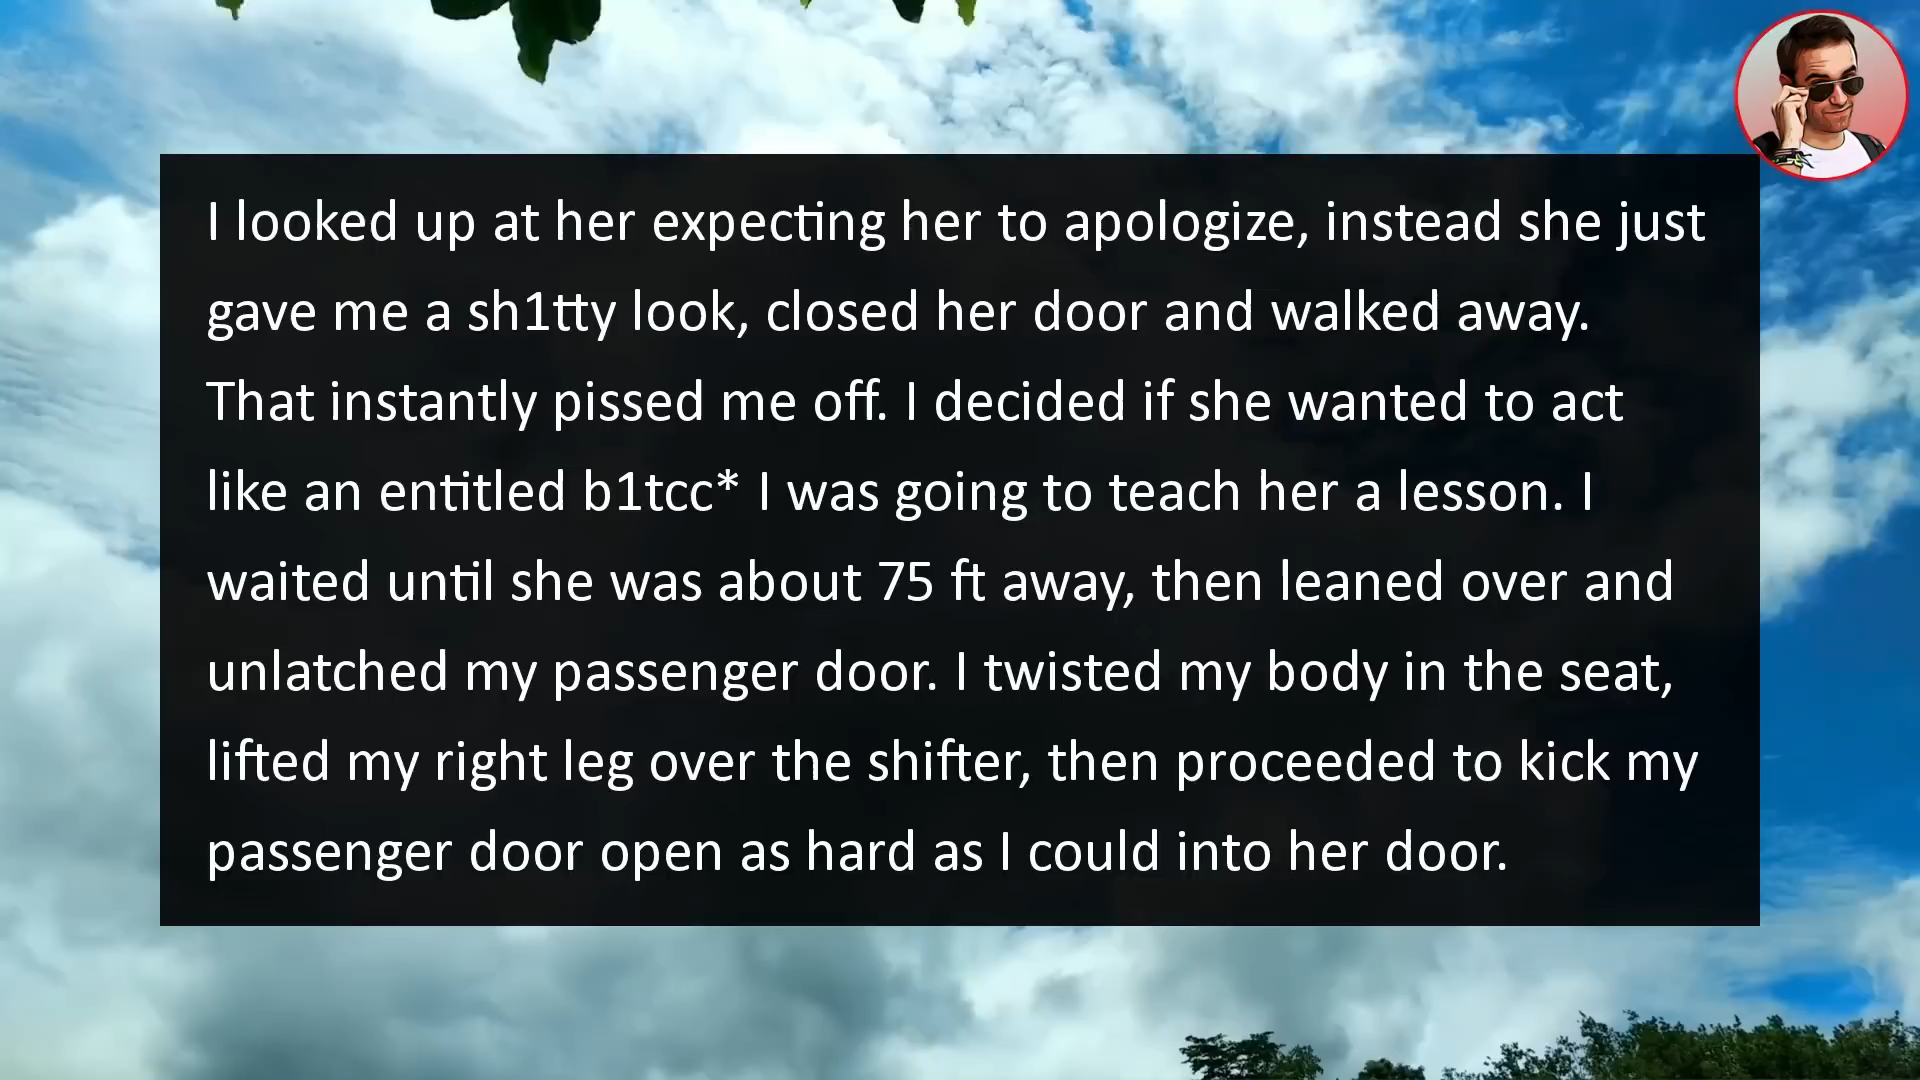 I looked up at her expecting her to apologize, instead she just
gave me a sh1tty look, closed her door and walked away.
That instantly pissed me off. I decided if she wanted to act
like an entitled b1tcc* I was going to teach her a lesson. I
waited until she was about 75 ft away, then leaned over and
unlatched my passenger door. I twisted my body in the seat,
lifted my right leg over the shifter, then proceeded to kick my
passenger door open as hard as I could into her door.